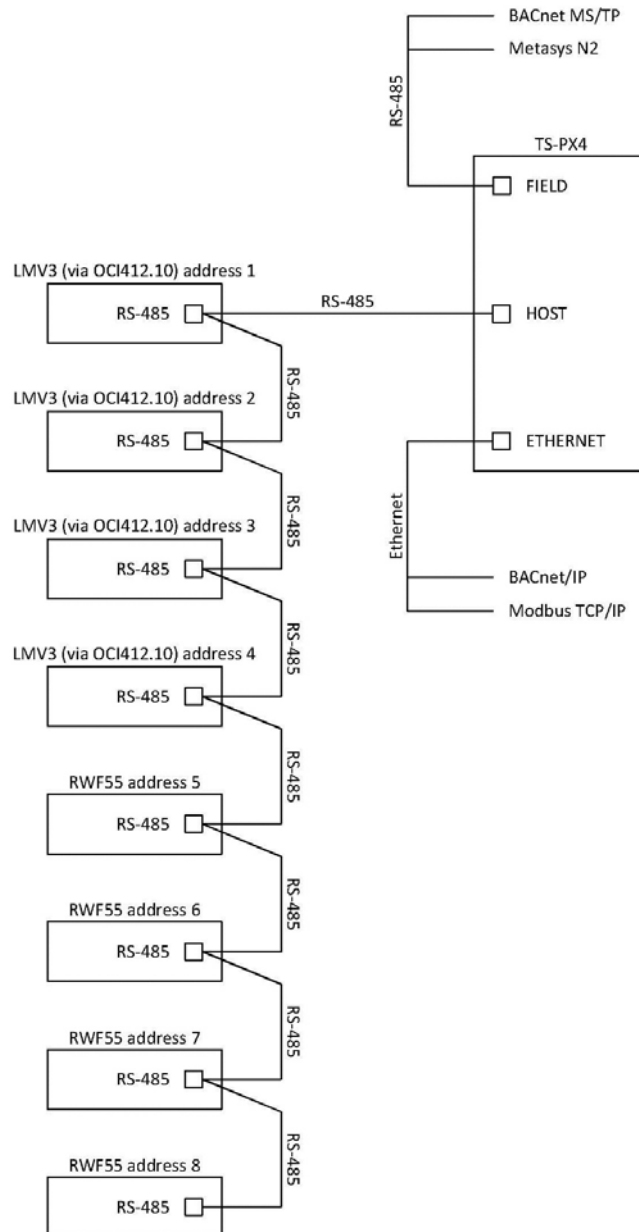 BACnet MS/TP
Metasys N2
RS-485
TS-PX4
FIELD
LMV3 (via OCI412.10) address 1
RS-485
RS-485
HOST
RS-485
LMV3 (via OCI412.10) address 2
RS-485
ETHERNET
RS-485
Ethernet
LMV3 (via OCI412.10) address 3
RS-485
BACnet/IP
Modbus TCP/IP
RS-485
LMV3 (via OCI412.10) address 4
RS-485
RS-485
RWF55 address 5
RS-485
RS-485
RWF55 address 6
RS-485
RS-485
RWF55 address 7
RS-485
RS-485
RWF55 address 8
RS-485